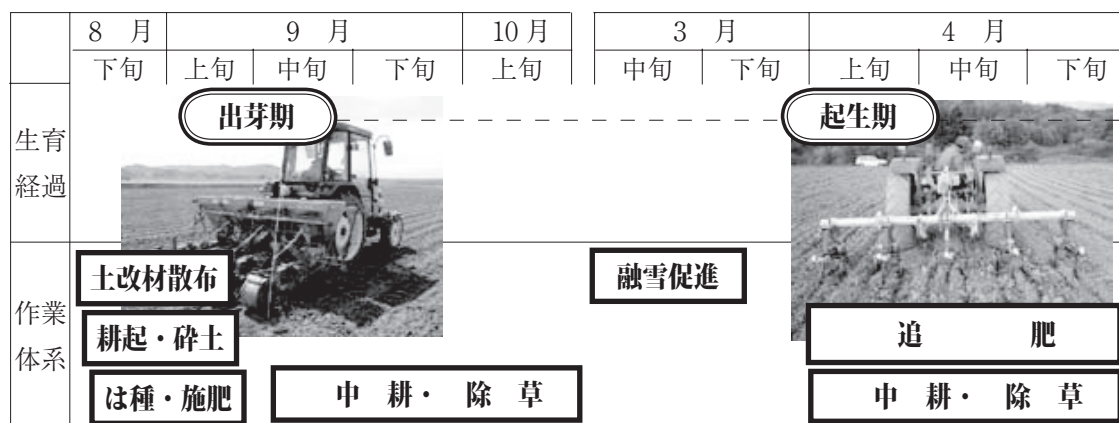 8 月 9 月 10 月 3 月 4 月
下旬 上旬 中旬 下旬 上旬 中旬 下旬 上旬 中旬 下旬
生育
経過
出芽期 起生期
作業
体系
土改材散布 融雪促進
耕起・砕土 追 肥
は種・施肥 中 耕・ 除 草 中 耕・ 除 草